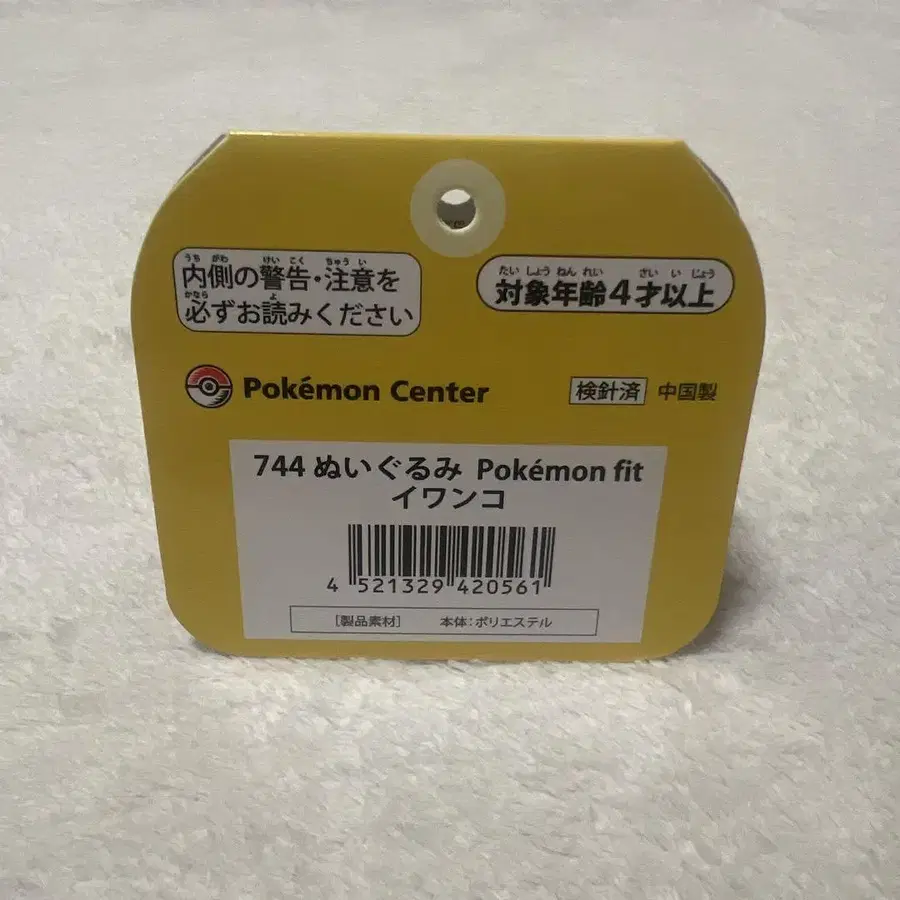 内側の警告・注意を
必ずお読みください
対象年齢4才以上
Pokémon Center
検針済 中国製
744 ぬいぐるみ Pokémon fit
イワンコ
4 521329 420561
[製品素材] 本体:ポリエステル